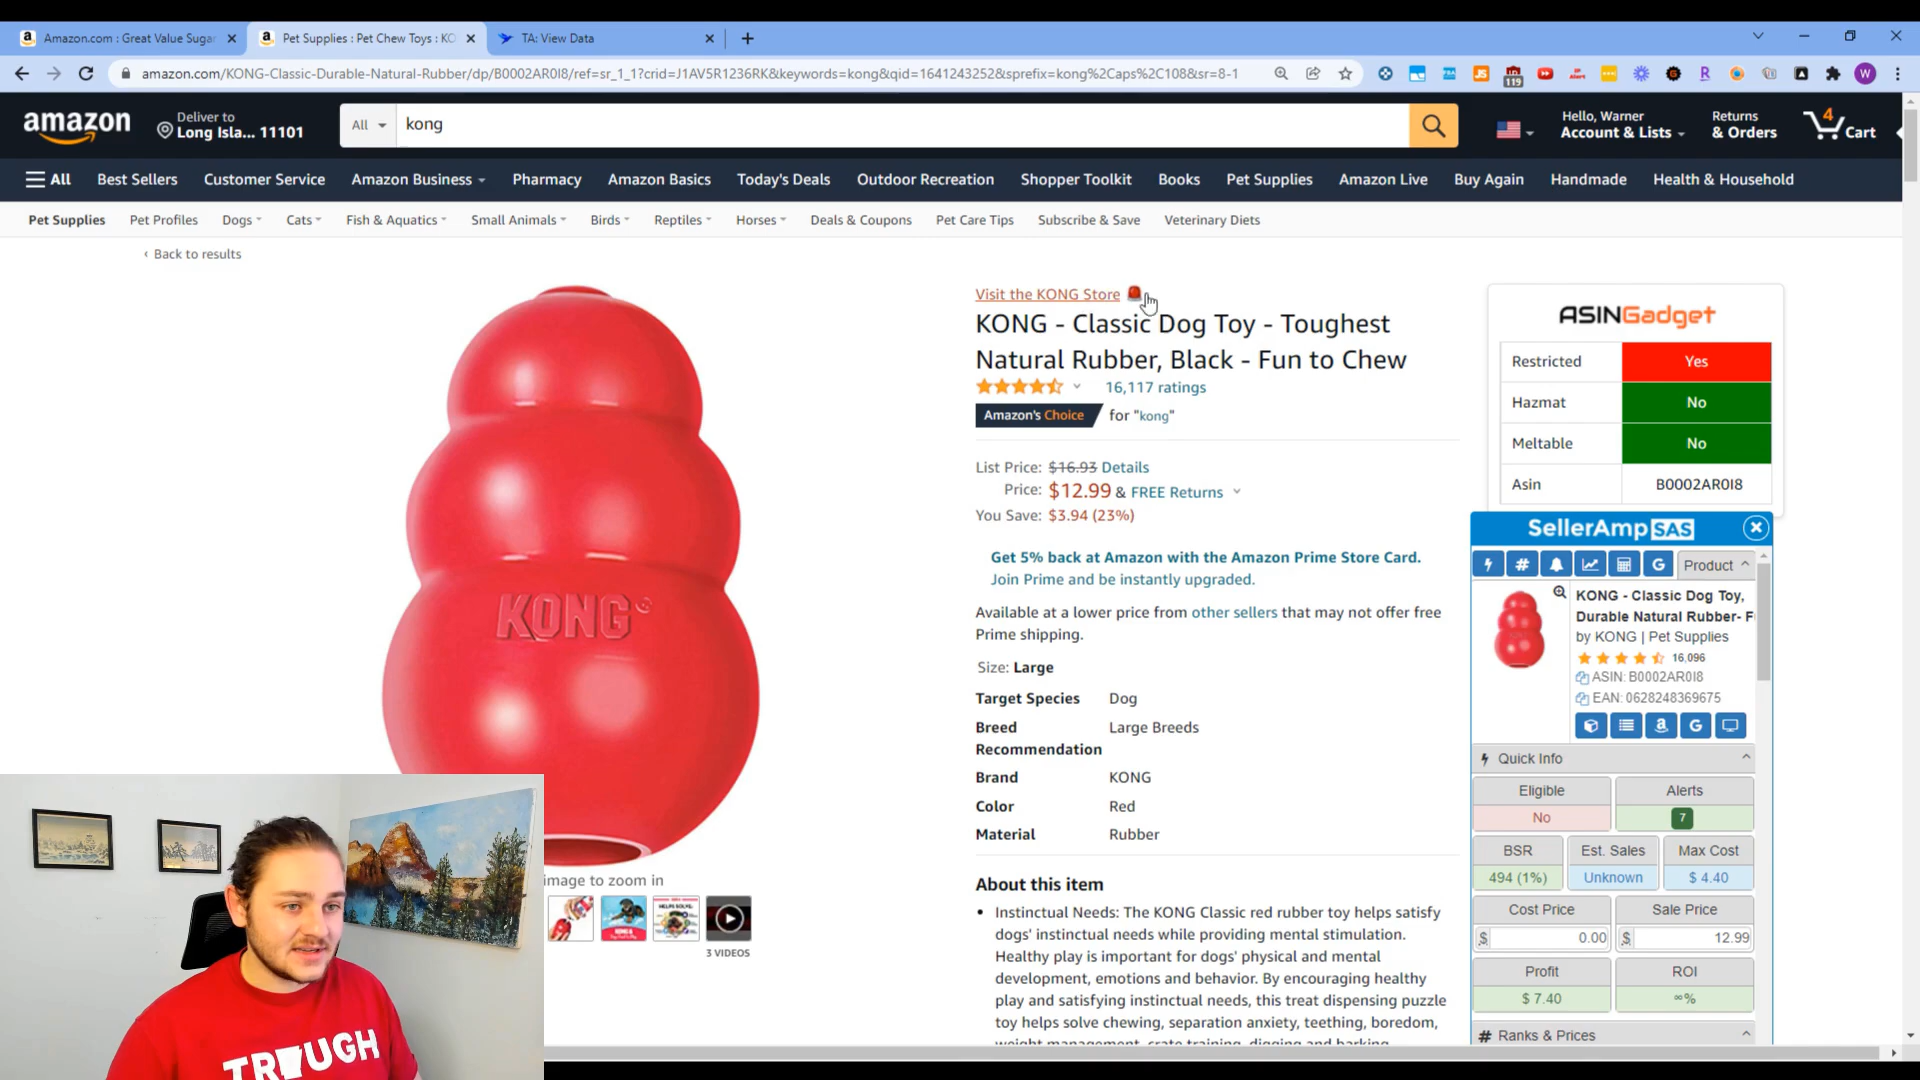 Amazon.com : Great Value Sugar
Pet Supplies : Pet Chew Toys : KO
TA: View Data
amazon.com/KONG-Classic-Durable-Natural-Rubber/dp/B0002AR0I8/ref=sr_1_1?crid=J1AV5R1236RK&keywords=kong&qid=1641243252&sprefix=kong%2Caps%2C108&sr=8-1
119
W
amazon
Deliver to
Long Isla... 11101
All
kong
Hello, Warner
Account & Lists
Returns
& Orders
4
Cart
All
Best Sellers
Customer Service
Amazon Business
Pharmacy
Amazon Basics
Today's Deals
Outdoor Recreation
Shopper Toolkit
Books
Pet Supplies
Amazon Live
Buy Again
Handmade
Health & Household
Pet Supplies
Pet Profiles
Dogs
Cats
Fish & Aquatics
Small Animals
Birds
Reptiles
Horses
Deals & Coupons
Pet Care Tips
Subscribe & Save
Veterinary Diets
‹ Back to results
KONG®
image to zoom in
3 VIDEOS
Visit the KONG Store
KONG - Classic Dog Toy - Toughest
Natural Rubber, Black - Fun to Chew
16,117 ratings
Amazon's Choice for "kong"
List Price: $16.93 Details
Price: $12.99 & FREE Returns
You Save: $3.94 (23%)
Get 5% back at Amazon with the Amazon Prime Store Card.
Join Prime and be instantly upgraded.
Available at a lower price from other sellers that may not offer free
Prime shipping.
Size: Large
Target Species Dog
Breed Large Breeds
Recommendation
Brand KONG
Color Red
Material Rubber
About this item
• Instinctual Needs: The KONG Classic red rubber toy helps satisfy
dogs' instinctual needs while providing mental stimulation.
Healthy play is important for dogs' physical and mental
development, emotions and behavior. By encouraging healthy
play and satisfying instinctual needs, this treat dispensing puzzle
toy helps solve chewing, separation anxiety, teething, boredom,
weight management, crate training, digging and barking
ASINGadget
Restricted Yes
Hazmat No
Meltable No
Asin B0002AR0I8
SellerAmp SAS
Product
KONG - Classic Dog Toy,
Durable Natural Rubber- F
by KONG | Pet Supplies
16,096
ASIN: B0002AR0I8
EAN: 0628248369675
Quick Info
Eligible Alerts
No 7
BSR Est. Sales Max Cost
494 (1%) Unknown $ 4.40
Cost Price Sale Price
$ 0.00 $ 12.99
Profit ROI
$ 7.40 ∞%
# Ranks & Prices